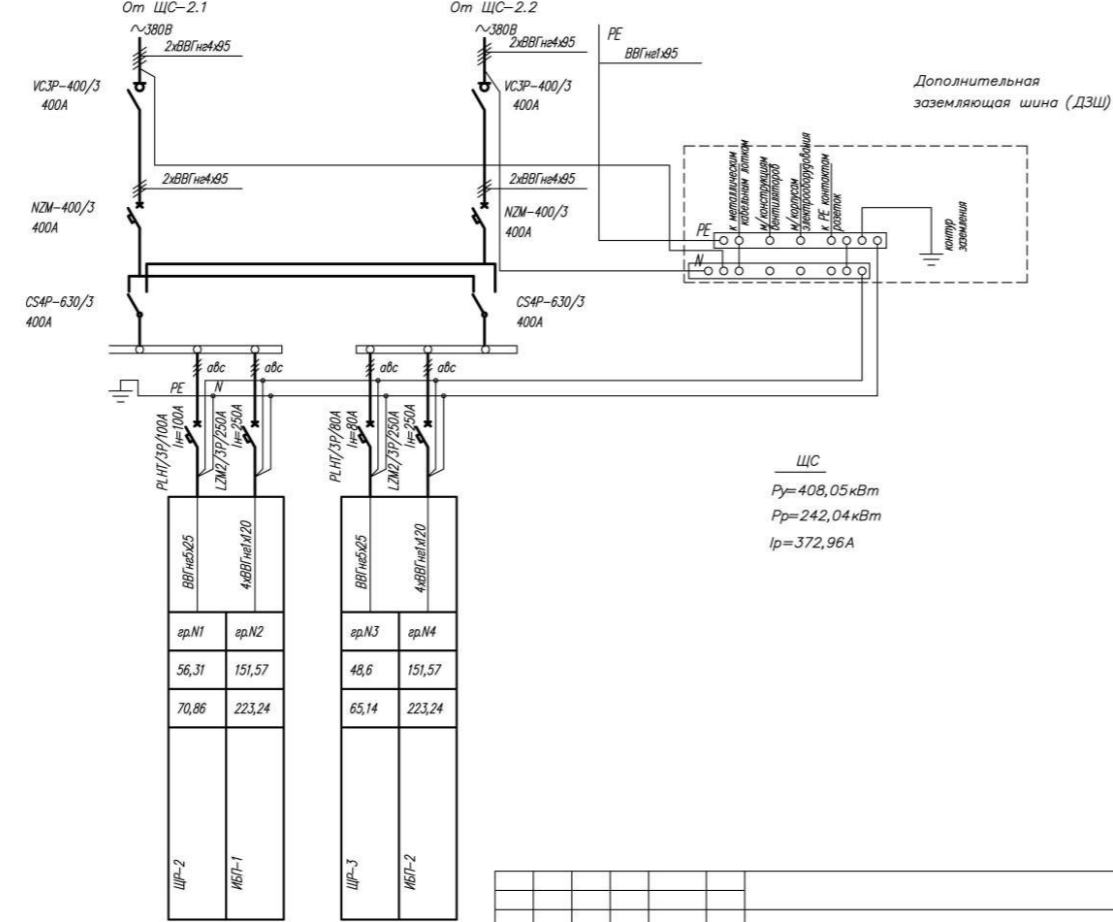 От ЩС-2.1
~380В
2хВВГнг4х95
VC3P-400/3
400А
2хВВГнг4х95
NZM-400/3
400А
CS4P-630/3
400А
От ЩС-2.2
~380В
2хВВГнг4х95
VC3P-400/3
400А
2хВВГнг4х95
NZM-400/3
400А
CS4P-630/3
400А
PE
ВВГнг1х95
Дополнительная
заземляющая шина (ДЗШ)
к металлическим
кабельным лоткам
м/конструкциям
вентиляторов
м/корпусам
электрооборудования
к PE контактам
розеток
контур
заземления
PE
N
авс
авс
авс
авс
PE
N
PLHT/3P/100A
Iн=100А
LZM2/3P/250A
Iн=250А
PLHT/3P/80A
Iн=80А
LZM2/3P/250A
Iн=250А
ЩС
Ру=408,05кВт
Рр=242,04кВт
Iр=372,96А
ВВГнг5х25
4хВВГнг1х120
ВВГнг5х25
4хВВГнг1х120
гр.N1
гр.N2
гр.N3
гр.N4
56,31
151,57
48,6
151,57
70,86
223,24
65,14
223,24
ЩР-2
ИБП-1
ЩР-3
ИБП-2